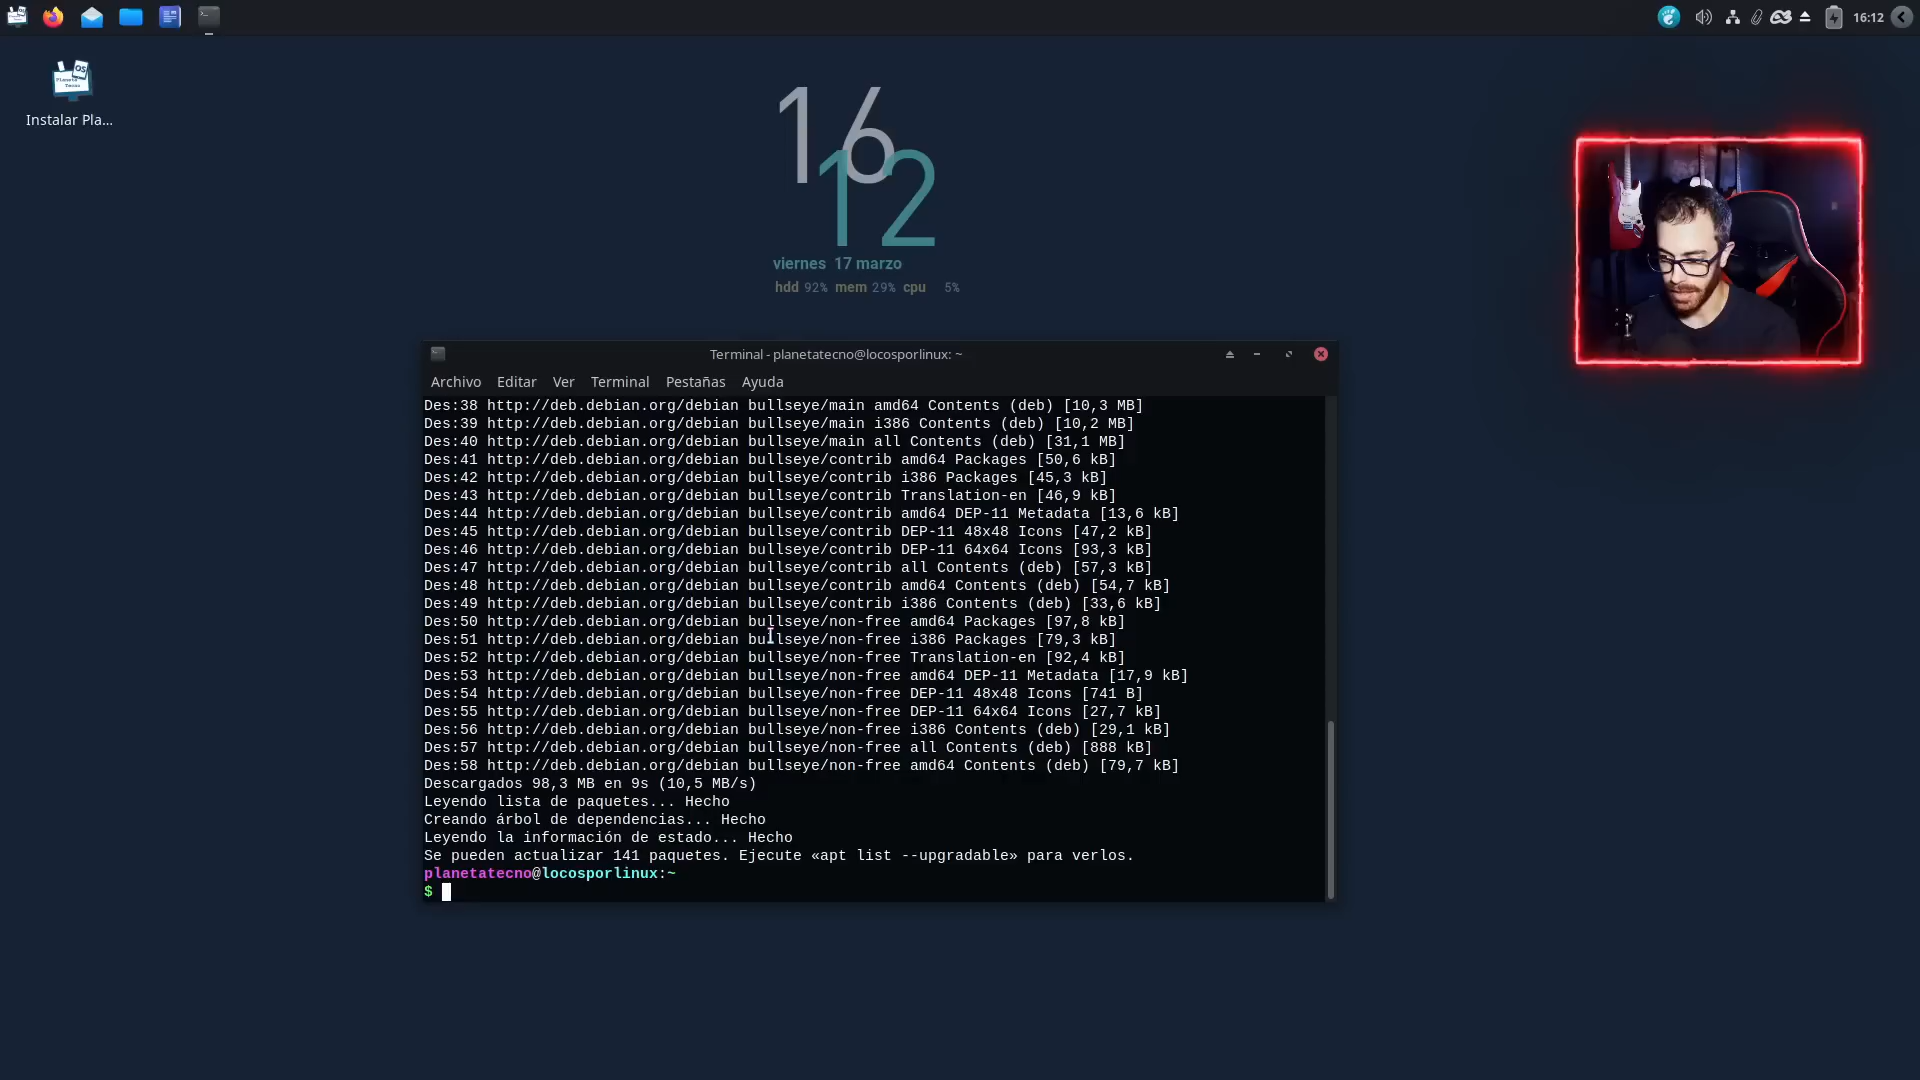 16:12
Instalar Pla...
16
12
viernes 17 marzo
hdd 92% mem 29% cpu 5%
Terminal - planetatecno@locosporlinux: ~
Archivo Editar Ver Terminal Pestañas Ayuda
Des:38 http://deb.debian.org/debian bullseye/main amd64 Contents (deb) [10,3 MB]
Des:39 http://deb.debian.org/debian bullseye/main i386 Contents (deb) [10,2 MB]
Des:40 http://deb.debian.org/debian bullseye/main all Contents (deb) [31,1 MB]
Des:41 http://deb.debian.org/debian bullseye/contrib amd64 Packages [50,6 kB]
Des:42 http://deb.debian.org/debian bullseye/contrib i386 Packages [45,3 kB]
Des:43 http://deb.debian.org/debian bullseye/contrib Translation-en [46,9 kB]
Des:44 http://deb.debian.org/debian bullseye/contrib amd64 DEP-11 Metadata [13,6 kB]
Des:45 http://deb.debian.org/debian bullseye/contrib DEP-11 48x48 Icons [47,2 kB]
Des:46 http://deb.debian.org/debian bullseye/contrib DEP-11 64x64 Icons [93,3 kB]
Des:47 http://deb.debian.org/debian bullseye/contrib all Contents (deb) [57,3 kB]
Des:48 http://deb.debian.org/debian bullseye/contrib amd64 Contents (deb) [54,7 kB]
Des:49 http://deb.debian.org/debian bullseye/contrib i386 Contents (deb) [33,6 kB]
Des:50 http://deb.debian.org/debian bullseye/non-free amd64 Packages [97,8 kB]
Des:51 http://deb.debian.org/debian bullseye/non-free i386 Packages [79,3 kB]
Des:52 http://deb.debian.org/debian bullseye/non-free Translation-en [92,4 kB]
Des:53 http://deb.debian.org/debian bullseye/non-free amd64 DEP-11 Metadata [17,9 kB]
Des:54 http://deb.debian.org/debian bullseye/non-free DEP-11 48x48 Icons [741 B]
Des:55 http://deb.debian.org/debian bullseye/non-free DEP-11 64x64 Icons [27,7 kB]
Des:56 http://deb.debian.org/debian bullseye/non-free i386 Contents (deb) [29,1 kB]
Des:57 http://deb.debian.org/debian bullseye/non-free all Contents (deb) [888 kB]
Des:58 http://deb.debian.org/debian bullseye/non-free amd64 Contents (deb) [79,7 kB]
Descargados 98,3 MB en 9s (10,5 MB/s)
Leyendo lista de paquetes... Hecho
Creando árbol de dependencias... Hecho
Leyendo la información de estado... Hecho
Se pueden actualizar 141 paquetes. Ejecute «apt list --upgradable» para verlos.
planetatecno@locosporlinux:~
$